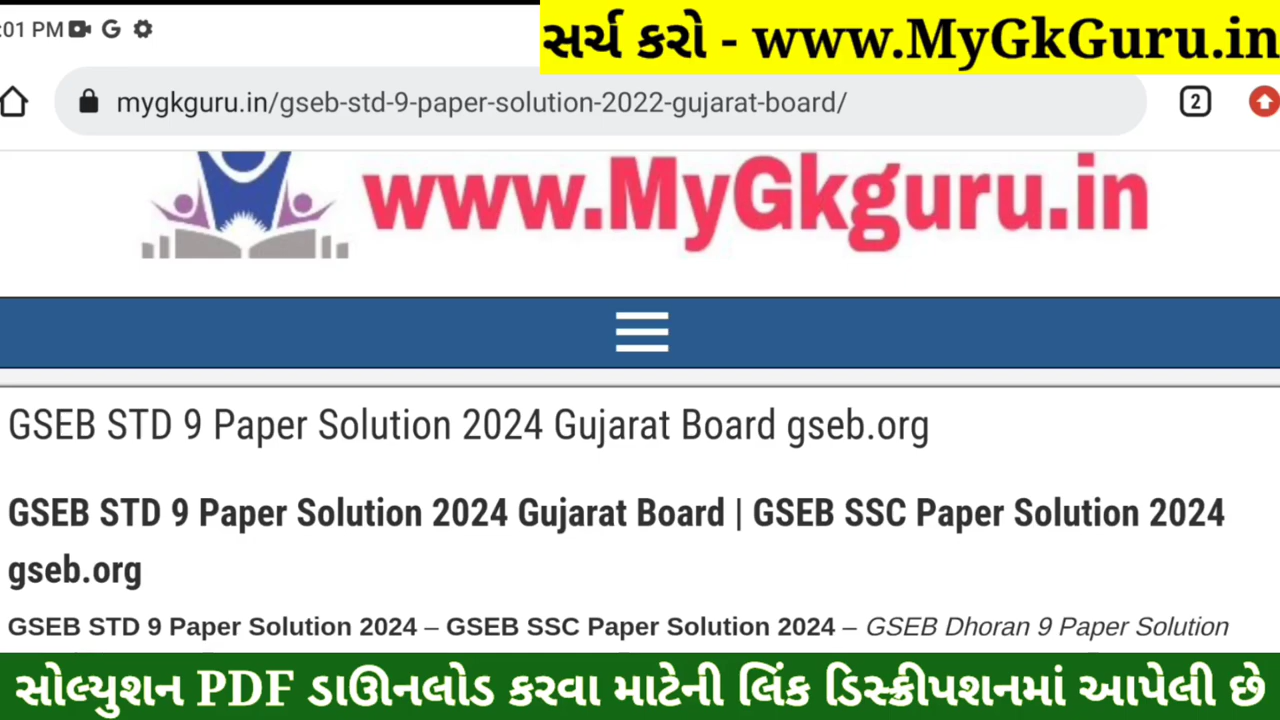 :01 PM
સર્ચ કરો - www.MyGkGuru.in
mygkguru.in/gseb-std-9-paper-solution-2022-gujarat-board/
2
www.MyGkguru.in
GSEB STD 9 Paper Solution 2024 Gujarat Board gseb.org
GSEB STD 9 Paper Solution 2024 Gujarat Board | GSEB SSC Paper Solution 2024
gseb.org
GSEB STD 9 Paper Solution 2024 – GSEB SSC Paper Solution 2024 – GSEB Dhoran 9 Paper Solution
સોલ્યુશન PDF ડાઊનલોડ કરવા માટેની લિંક ડિસ્ક્રીપશનમાં આપેલી છે